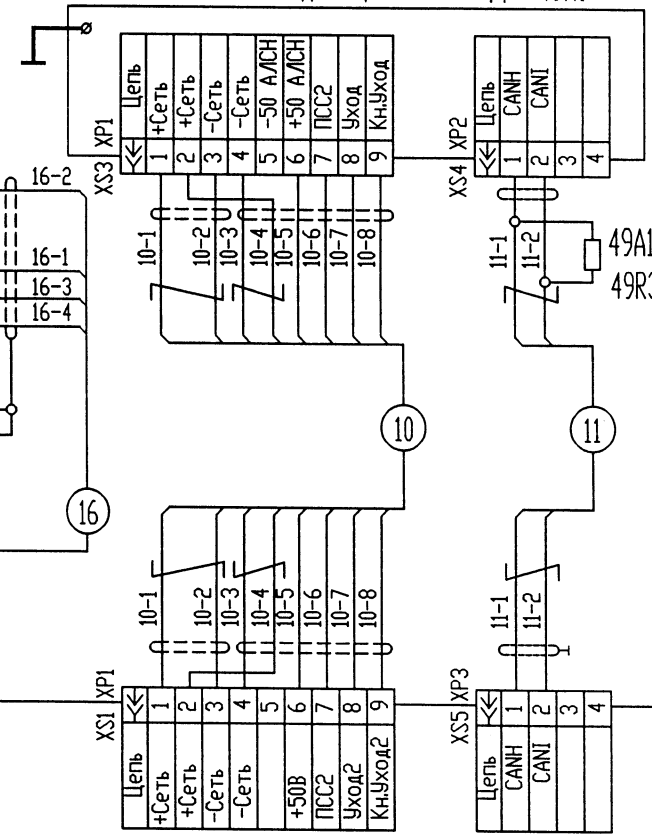 XS3 XP1
Цепь
+Сеть
+Сеть
-Сеть
-Сеть
-50 АЛСН
+50 АЛСН
ПСС2
Уход
Кн.Уход
1
2
3
4
5
6
7
8
9
XS4 XP2
Цепь
CANH
CANl
1
2
3
4
16-2
16-1
16-3
16-4
10-1
10-2
10-3
10-4
10-5
10-6
10-7
10-8
11-1
11-2
49A1
49R3
10
11
16
10-1
10-2
10-3
10-4
10-5
10-6
10-7
10-8
11-1
11-2
XS1 XP1
1
2
3
4
5
6
7
8
9
Цепь
+Сеть
+Сеть
-Сеть
-Сеть
+50В
ПСС2
Уход2
Кн.Уход2
XS5 XP3
1
2
3
4
Цепь
CANH
CANl